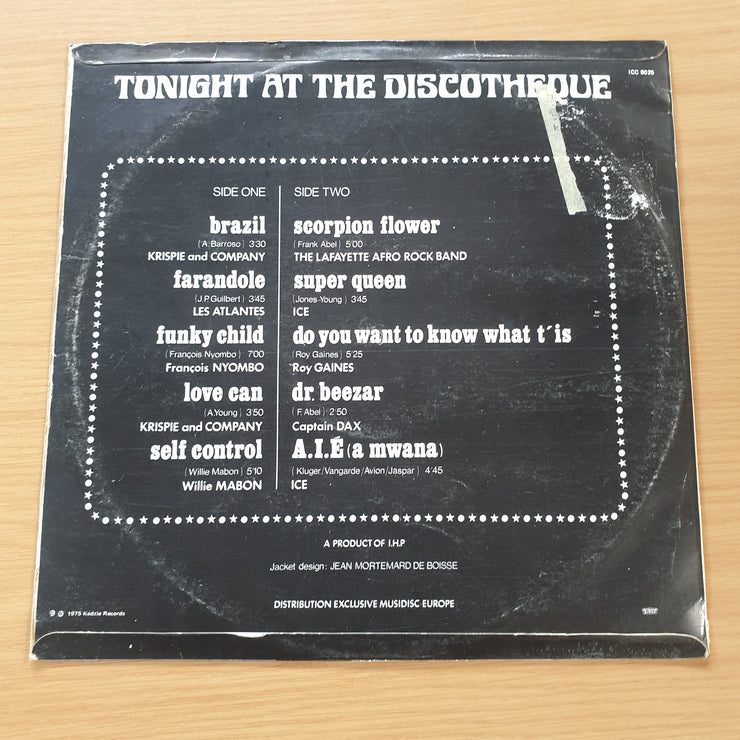 TONIGHT AT THE DISCOTHEQUE
ICC 8025
SIDE ONE
brazil
(A. Barroso) 3'30
KRISPIE and COMPANY
farandole
(J.P. Guilbert) 3'45
LES ATLANTES
funky child
(François Nyombo) 7'00
François NYOMBO
love can
(A. Young) 3'50
KRISPIE and COMPANY
self control
(Willie Mabon) 5'10
Willie MABON
SIDE TWO
scorpion flower
(Frank Abel) 5'00
THE LAFAYETTE AFRO ROCK BAND
super queen
(Jones-Young) 3'45
ICE
do you want to know what t´is
(Roy Gaines) 5'25
Roy GAINES
dr. beezar
(F. Abel) 2'50
Captain DAX
A.I.É (a mwana)
(Kluger/Vangarde/Avion/Jaspar) 4'45
ICE
A PRODUCT OF I.H.P
Jacket design: JEAN MORTEMARD DE BOISSE
DISTRIBUTION EXCLUSIVE MUSIDISC EUROPE
℗ © 1975 Kadzie Records